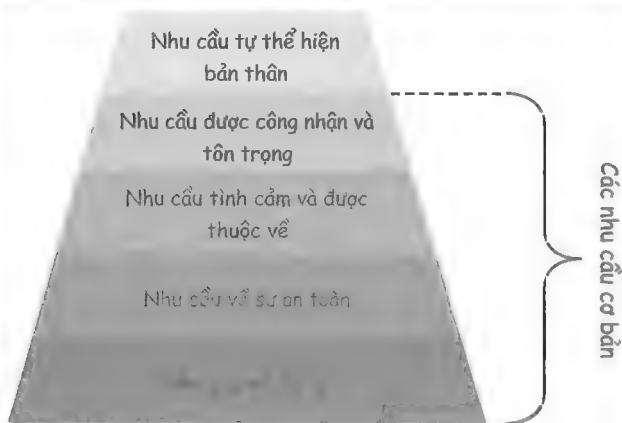 Nhu cầu tự thể hiện
bản thân
Nhu cầu được công nhận và
tôn trọng
Nhu cầu tình cảm và được
thuộc về
Nhu cầu về sự an toàn
Các nhu cầu cơ bản